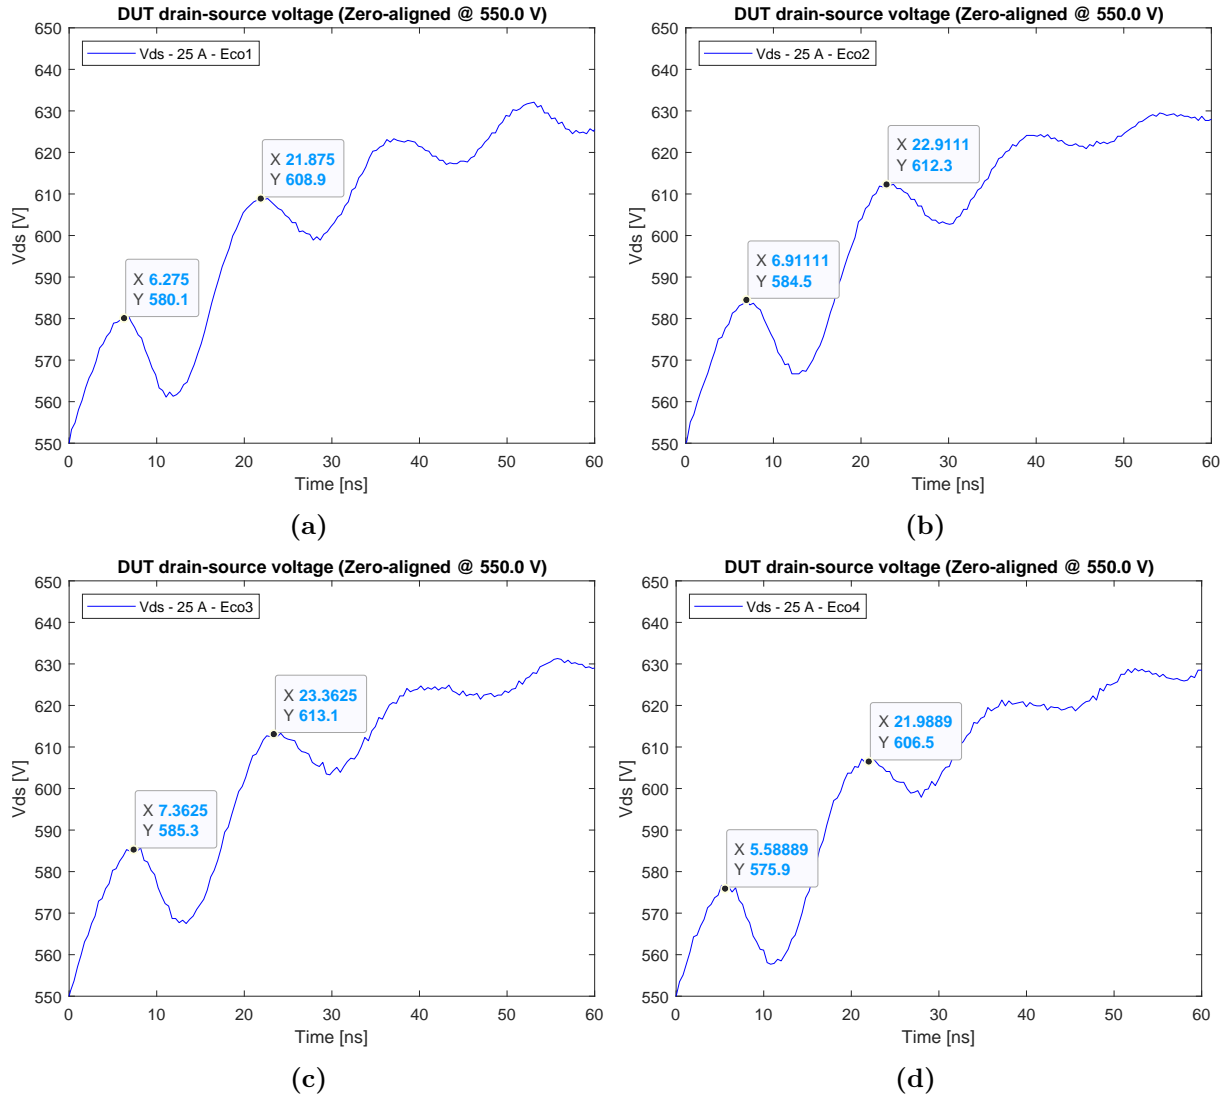 DUT drain-source voltage (Zero-aligned @ 550.0 V)
Vds - 25 A - Eco1
650
640
630
620
610
600
590
580
570
560
550
Vds [V]
X 6.275
Y 580.1
X 21.875
Y 608.9
0 10 20 30 40 50 60
Time [ns]
(a)
DUT drain-source voltage (Zero-aligned @ 550.0 V)
Vds - 25 A - Eco2
650
640
630
620
610
600
590
580
570
560
550
Vds [V]
X 6.91111
Y 584.5
X 22.9111
Y 612.3
0 10 20 30 40 50 60
Time [ns]
(b)
DUT drain-source voltage (Zero-aligned @ 550.0 V)
Vds - 25 A - Eco3
650
640
630
620
610
600
590
580
570
560
550
Vds [V]
X 7.3625
Y 585.3
X 23.3625
Y 613.1
0 10 20 30 40 50 60
Time [ns]
(c)
DUT drain-source voltage (Zero-aligned @ 550.0 V)
Vds - 25 A - Eco4
650
640
630
620
610
600
590
580
570
560
550
Vds [V]
X 5.58889
Y 575.9
X 21.9889
Y 606.5
0 10 20 30 40 50 60
Time [ns]
(d)